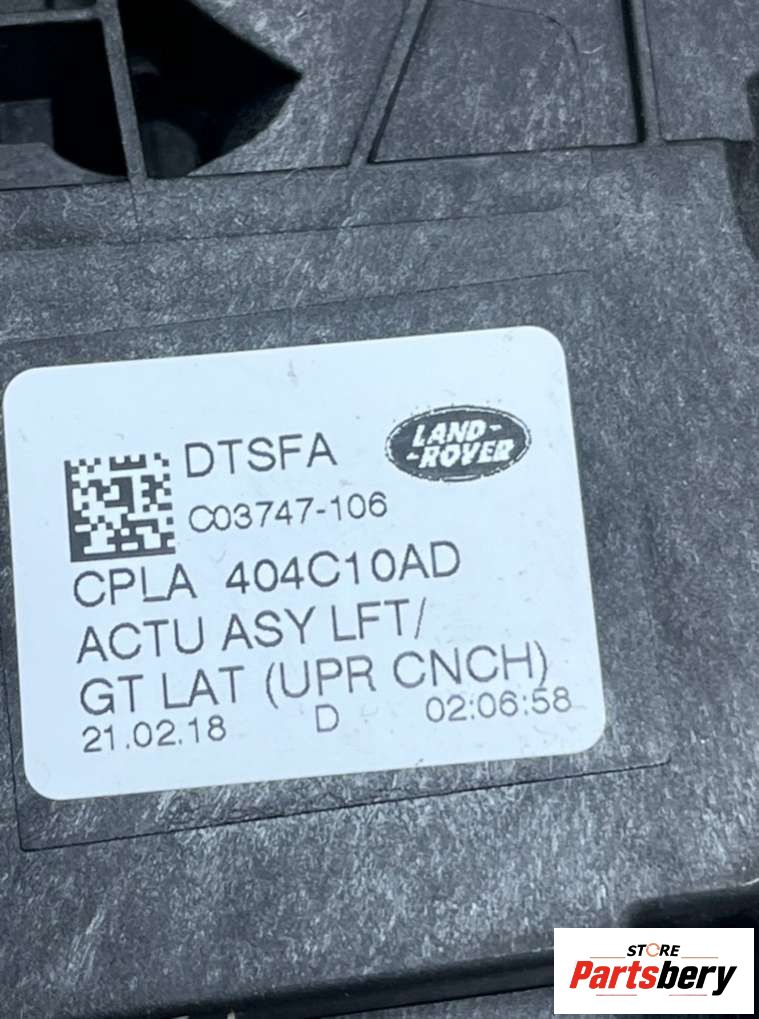 DTSFA
LAND-
-ROVER
C03747-106
CPLA 404C10AD
ACTU ASY LFT/
GT LAT (UPR CNCH)
21.02.18 D 02:06:58
STORE
Partsbery